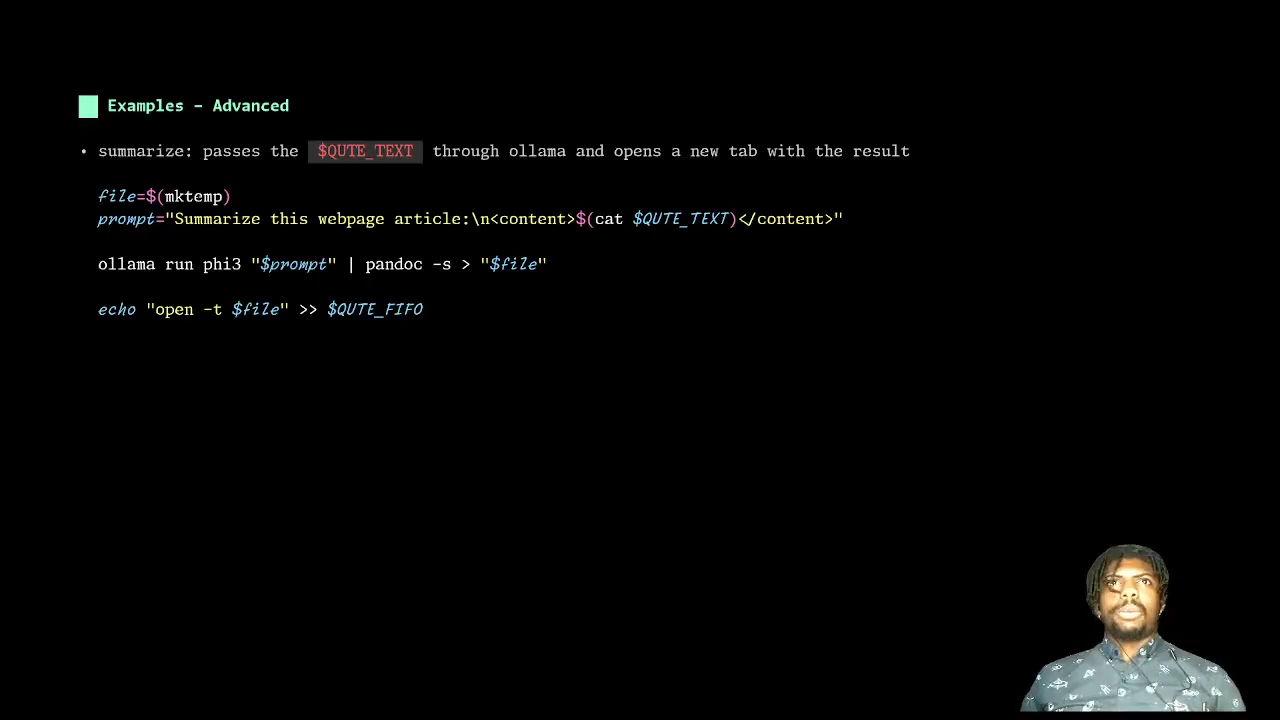 Examples - Advanced
• summarize: passes the $QUTE_TEXT through ollama and opens a new tab with the result
file=$(mktemp)
prompt="Summarize this webpage article:\n<content>$(cat $QUTE_TEXT)</content>"
ollama run phi3 "$prompt" | pandoc -s > "$file"
echo "open -t $file" >> $QUTE_FIFO